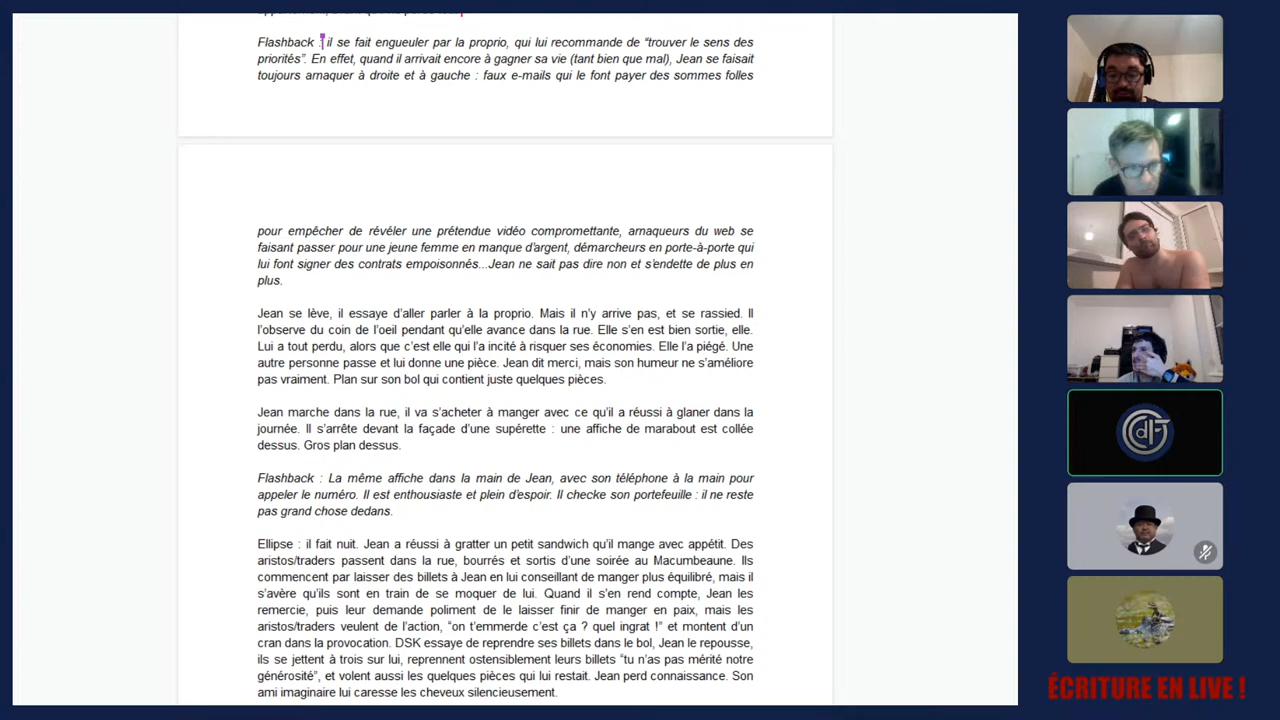 Flashback : il se fait engueuler par la proprio, qui lui recommande de “trouver le sens des
priorités”. En effet, quand il arrivait encore à gagner sa vie (tant bien que mal), Jean se faisait
toujours arnaquer à droite et à gauche : faux e-mails qui le font payer des sommes folles
pour empêcher de révéler une prétendue vidéo compromettante, arnaqueurs du web se
faisant passer pour une jeune femme en manque d’argent, démarcheurs en porte-à-porte qui
lui font signer des contrats empoisonnés...Jean ne sait pas dire non et s’endette de plus en
plus.
Jean se lève, il essaye d’aller parler à la proprio. Mais il n’y arrive pas, et se rassied. Il
l’observe du coin de l’oeil pendant qu’elle avance dans la rue. Elle s’en est bien sortie, elle.
Lui a tout perdu, alors que c’est elle qui l’a incité à risquer ses économies. Elle l’a piégé. Une
autre personne passe et lui donne une pièce. Jean dit merci, mais son humeur ne s’améliore
pas vraiment. Plan sur son bol qui contient juste quelques pièces.
Jean marche dans la rue, il va s’acheter à manger avec ce qu’il a réussi à glaner dans la
journée. Il s’arrête devant la façade d’une supérette : une affiche de marabout est collée
dessus. Gros plan dessus.
Flashback : La même affiche dans la main de Jean, avec son téléphone à la main pour
appeler le numéro. Il est enthousiaste et plein d’espoir. Il checke son portefeuille : il ne reste
pas grand chose dedans.
Ellipse : il fait nuit. Jean a réussi à gratter un petit sandwich qu’il mange avec appétit. Des
aristos/traders passent dans la rue, bourrés et sortis d’une soirée au Macumbeaune. Ils
commencent par laisser des billets à Jean en lui conseillant de manger plus équilibré, mais il
s’avère qu’ils sont en train de se moquer de lui. Quand il s’en rend compte, Jean les
remercie, puis leur demande poliment de le laisser finir de manger en paix, mais les
aristos/traders veulent de l’action, “on t’emmerde c’est ça ? quel ingrat !” et montent d’un
cran dans la provocation. DSK essaye de reprendre ses billets dans le bol, Jean le repousse,
ils se jettent à trois sur lui, reprennent ostensiblement leurs billets “tu n’as pas mérité notre
générosité”, et volent aussi les quelques pièces qui lui restait. Jean perd connaissance. Son
ami imaginaire lui caresse les cheveux silencieusement.
ÉCRITURE EN LIVE !